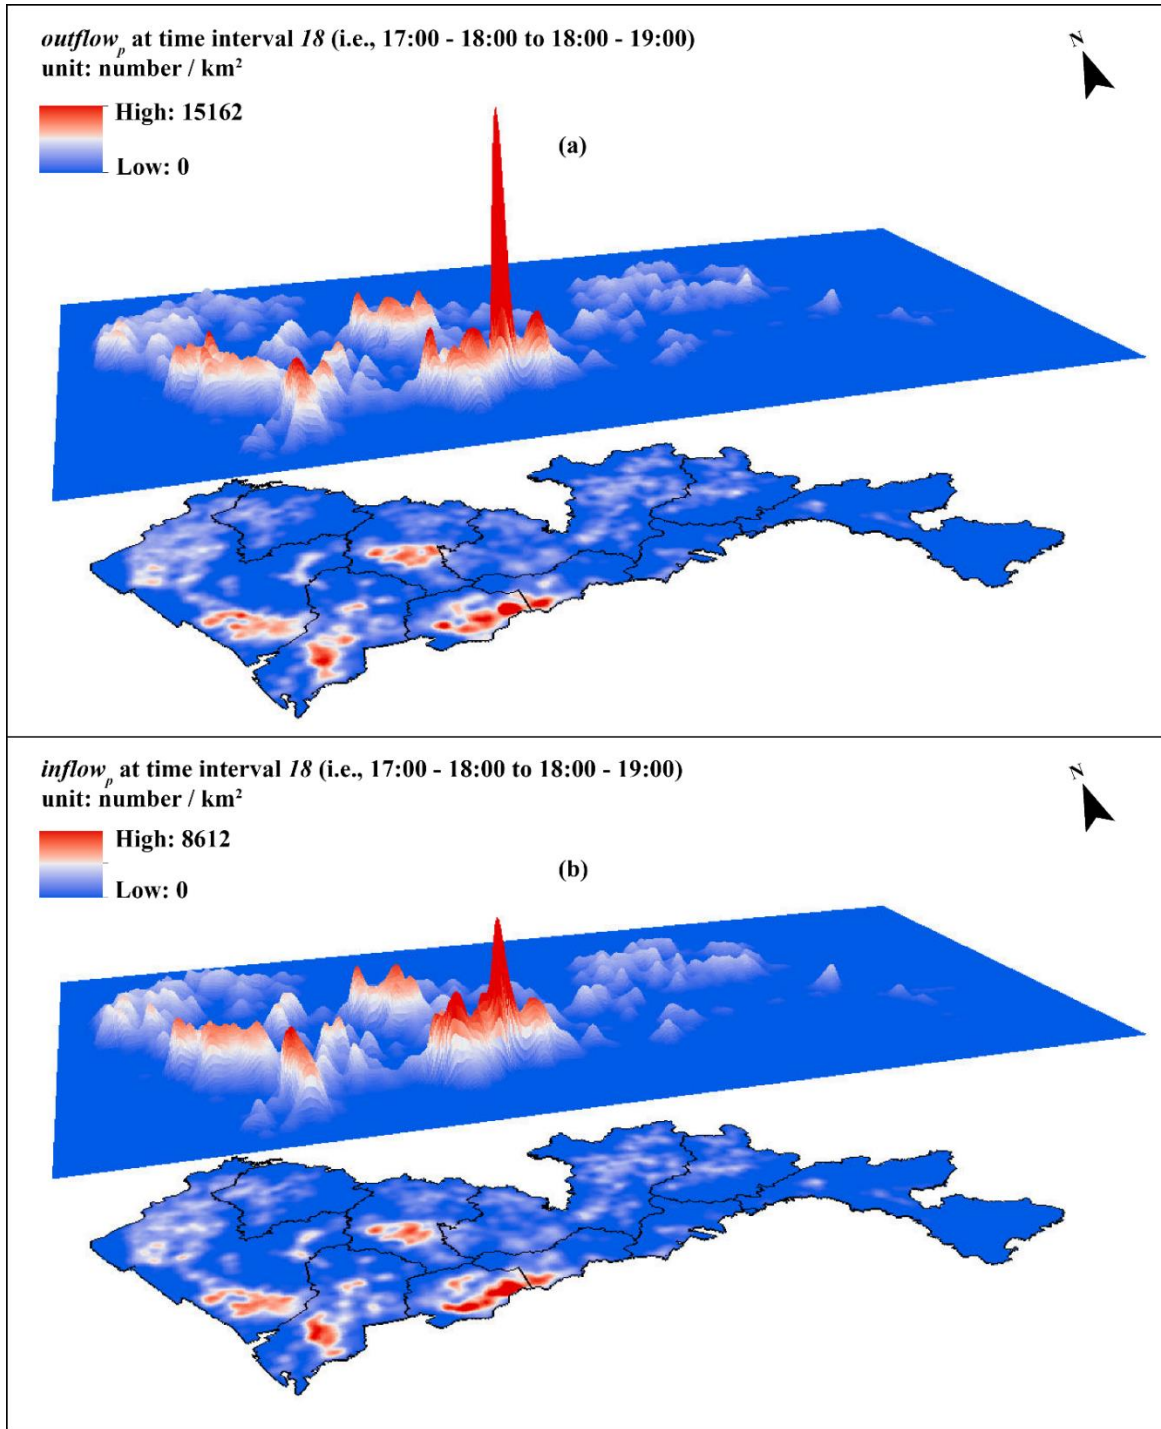 outflowp at time interval 18 (i.e., 17:00 - 18:00 to 18:00 - 19:00)
unit: number / km²
High: 15162
Low: 0
(a)
N
inflowp at time interval 18 (i.e., 17:00 - 18:00 to 18:00 - 19:00)
unit: number / km²
High: 8612
Low: 0
(b)
N